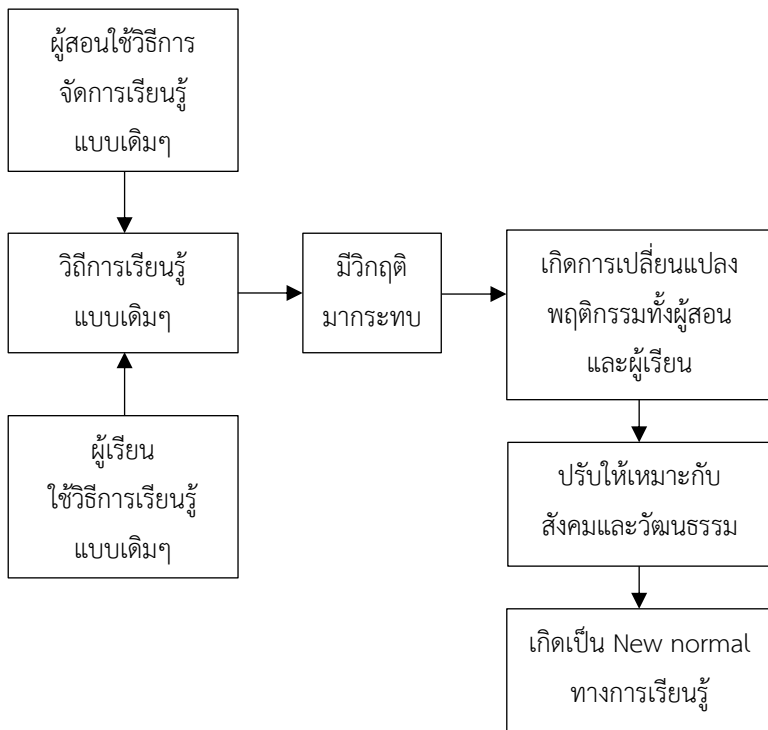 ผู้สอนใช้วิธีการ
จัดการเรียนรู้
แบบเดิมๆ
วิถีการเรียนรู้
แบบเดิมๆ
ผู้เรียน
ใช้วิธีการเรียนรู้
แบบเดิมๆ
มีวิกฤติ
มากระทบ
เกิดการเปลี่ยนแปลง
พฤติกรรมทั้งผู้สอน
และผู้เรียน
ปรับให้เหมาะกับ
สังคมและวัฒนธรรม
เกิดเป็น New normal
ทางการเรียนรู้